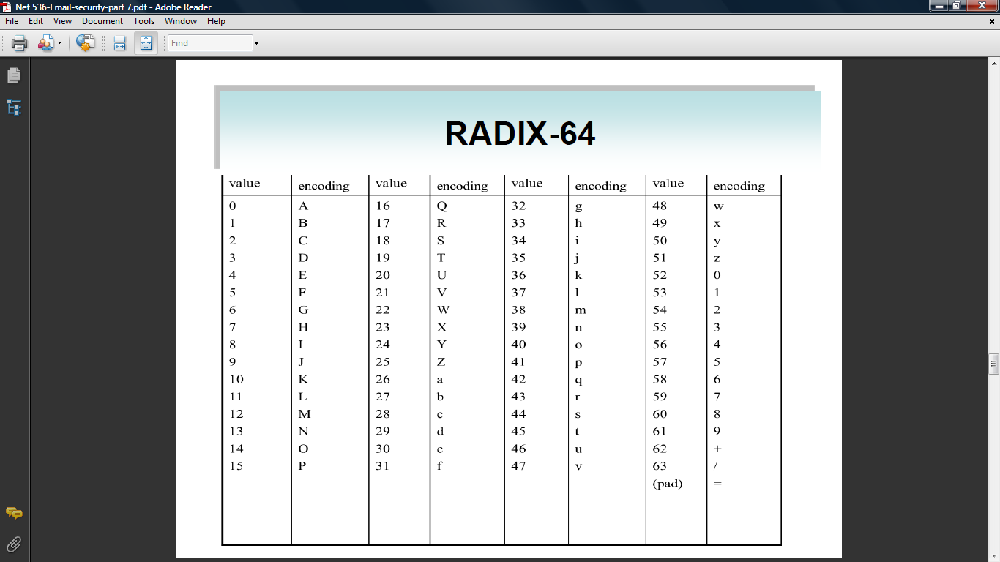 Net 536-Email-security-part 7.pdf - Adobe Reader
File Edit View Document Tools Window Help
Find
RADIX-64
value encoding value encoding value encoding value encoding
0 A 16 Q 32 g 48 w
1 B 17 R 33 h 49 x
2 C 18 S 34 i 50 y
3 D 19 T 35 j 51 z
4 E 20 U 36 k 52 0
5 F 21 V 37 l 53 1
6 G 22 W 38 m 54 2
7 H 23 X 39 n 55 3
8 I 24 Y 40 o 56 4
9 J 25 Z 41 p 57 5
10 K 26 a 42 q 58 6
11 L 27 b 43 r 59 7
12 M 28 c 44 s 60 8
13 N 29 d 45 t 61 9
14 O 30 e 46 u 62 +
15 P 31 f 47 v 63 /
(pad) =